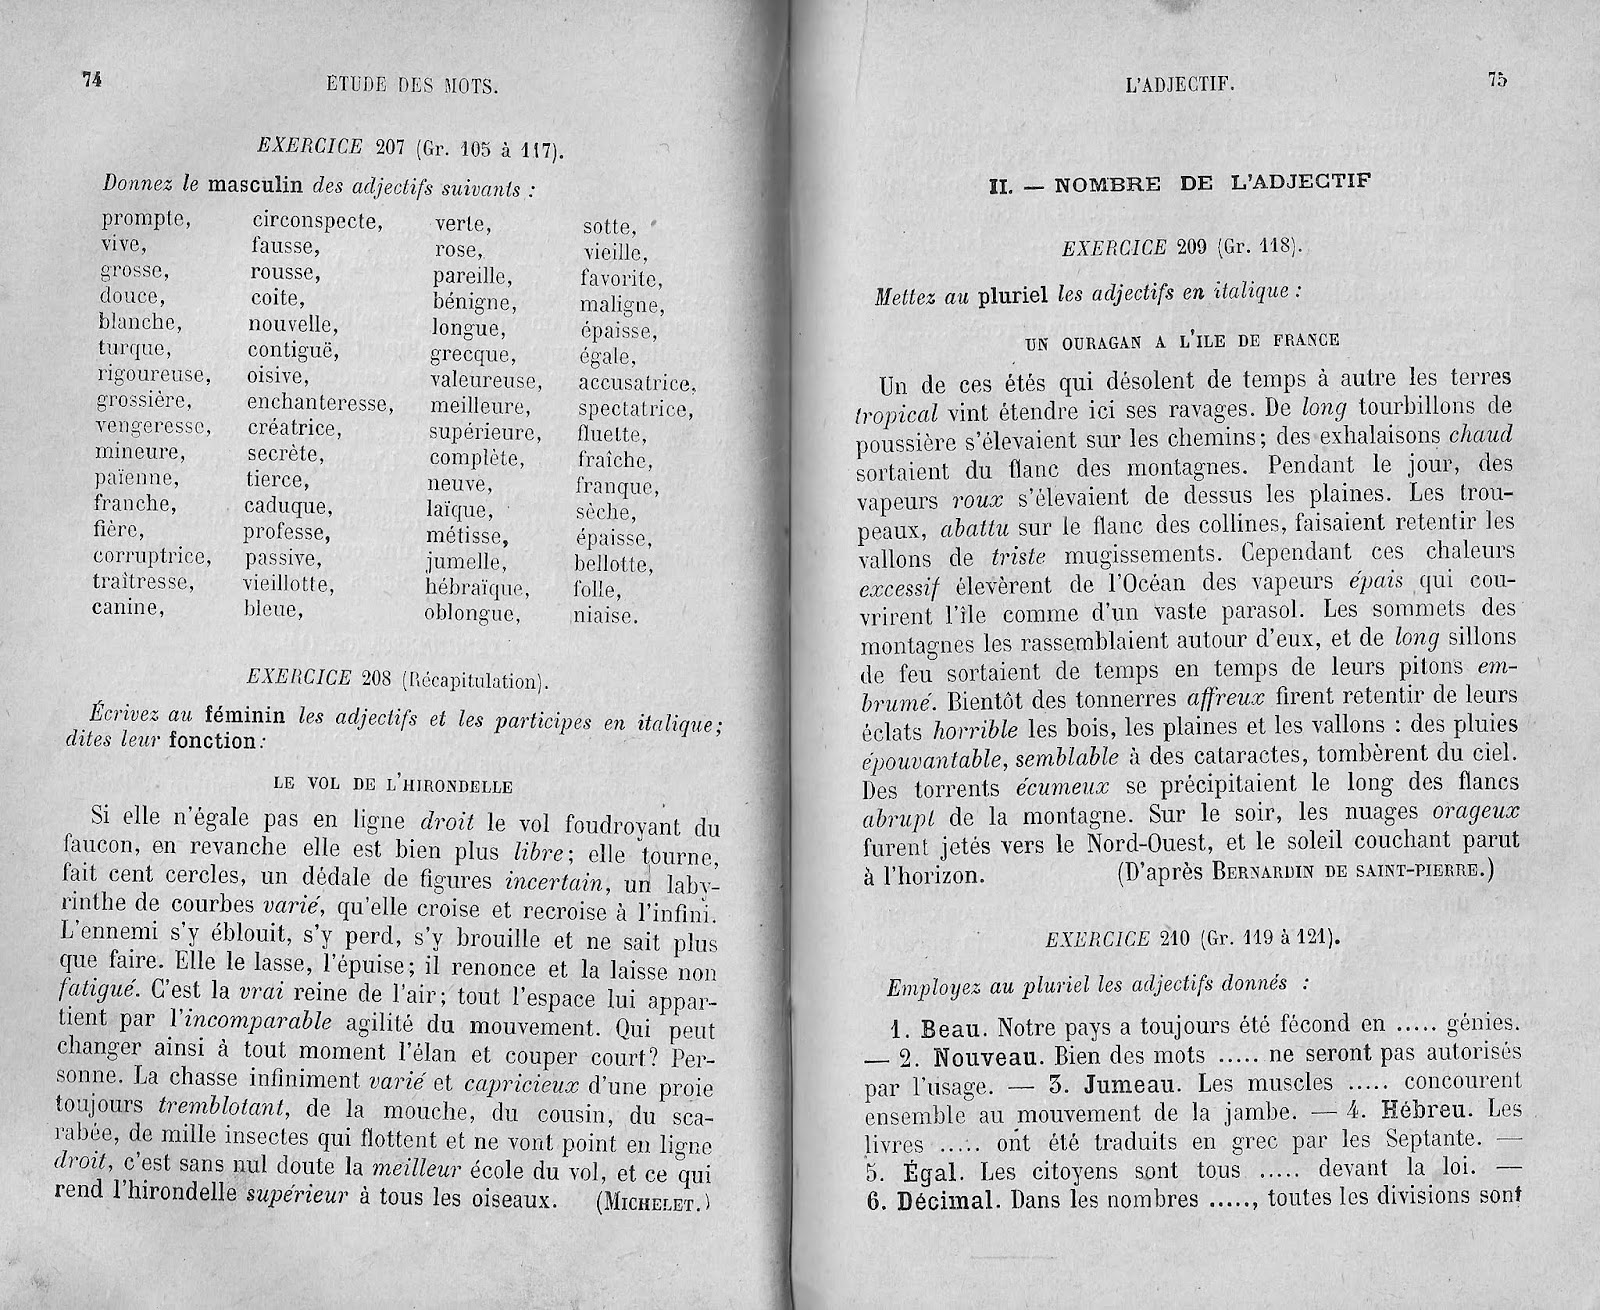 74
ETUDE DES MOTS.
EXERCICE 207 (Gr. 105 à 117).
Donnez le masculin des adjectifs suivants :
prompte, circonspecte, verte, sotte,
vive, fausse, rose, vieille,
grosse, rousse, pareille, favorite,
douce, coite, bénigne, maligne,
blanche, nouvelle, longue, épaisse,
turque, contiguë, grecque, égale,
rigoureuse, oisive, valeureuse, accusatrice,
grossière, enchanteresse, meilleure, spectatrice,
vengeresse, créatrice, supérieure, fluette,
mineure, secrète, complète, fraîche,
païenne, tierce, neuve, franque,
franche, caduque, laïque, sèche,
fière, professe, métisse, épaisse,
corruptrice, passive, jumelle, bellotte,
traîtresse, vieillotte, hébraïque, folle,
canine, bleue, oblongue, niaise.
EXERCICE 208 (Récapitulation).
Écrivez au féminin les adjectifs et les participes en italique;
dites leur fonction:
LE VOL DE L'HIRONDELLE
Si elle n'égale pas en ligne droit le vol foudroyant du
faucon, en revanche elle est bien plus libre; elle tourne,
fait cent cercles, un dédale de figures incertain, un laby-
rinthe de courbes varié, qu'elle croise et recroise à l'infini.
L'ennemi s'y éblouit, s'y perd, s'y brouille et ne sait plus
que faire. Elle le lasse, l'épuise; il renonce et la laisse non
fatigué. C'est la vrai reine de l'air; tout l'espace lui appar-
tient par l'incomparable agilité du mouvement. Qui peut
changer ainsi à tout moment l'élan et couper court? Per-
sonne. La chasse infiniment varié et capricieux d'une proie
toujours tremblotant, de la mouche, du cousin, du sca-
rabée, de mille insectes qui flottent et ne vont point en ligne
droit, c'est sans nul doute la meilleur école du vol, et ce qui
rend l'hirondelle supérieur à tous les oiseaux. (MICHELET.)
L'ADJECTIF.
75
II. — NOMBRE DE L'ADJECTIF
EXERCICE 209 (Gr. 118).
Mettez au pluriel les adjectifs en italique :
UN OURAGAN A L'ILE DE FRANCE
Un de ces étés qui désolent de temps à autre les terres
tropical vint étendre ici ses ravages. De long tourbillons de
poussière s'élevaient sur les chemins; des exhalaisons chaud
sortaient du flanc des montagnes. Pendant le jour, des
vapeurs roux s'élevaient de dessus les plaines. Les trou-
peaux, abattu sur le flanc des collines, faisaient retentir les
vallons de triste mugissements. Cependant ces chaleurs
excessif élevèrent de l'Océan des vapeurs épais qui cou-
vrirent l'île comme d'un vaste parasol. Les sommets des
montagnes les rassemblaient autour d'eux, et de long sillons
de feu sortaient de temps en temps de leurs pitons em-
brumé. Bientôt des tonnerres affreux firent retentir de leurs
éclats horrible les bois, les plaines et les vallons : des pluies
épouvantable, semblable à des cataractes, tombèrent du ciel.
Des torrents écumeux se précipitaient le long des flancs
abrupt de la montagne. Sur le soir, les nuages orageux
furent jetés vers le Nord-Ouest, et le soleil couchant parut
à l'horizon. (D'après BERNARDIN DE SAINT-PIERRE.)
EXERCICE 210 (Gr. 119 à 121).
Employez au pluriel les adjectifs donnés :
1. Beau. Notre pays a toujours été fécond en ..... génies.
— 2. Nouveau. Bien des mots ..... ne seront pas autorisés
par l'usage. — 3. Jumeau. Les muscles ..... concourent
ensemble au mouvement de la jambe. — 4. Hébreu. Les
livres ..... ont été traduits en grec par les Septante. —
5. Égal. Les citoyens sont tous ..... devant la loi. —
6. Décimal. Dans les nombres ....., toutes les divisions sont